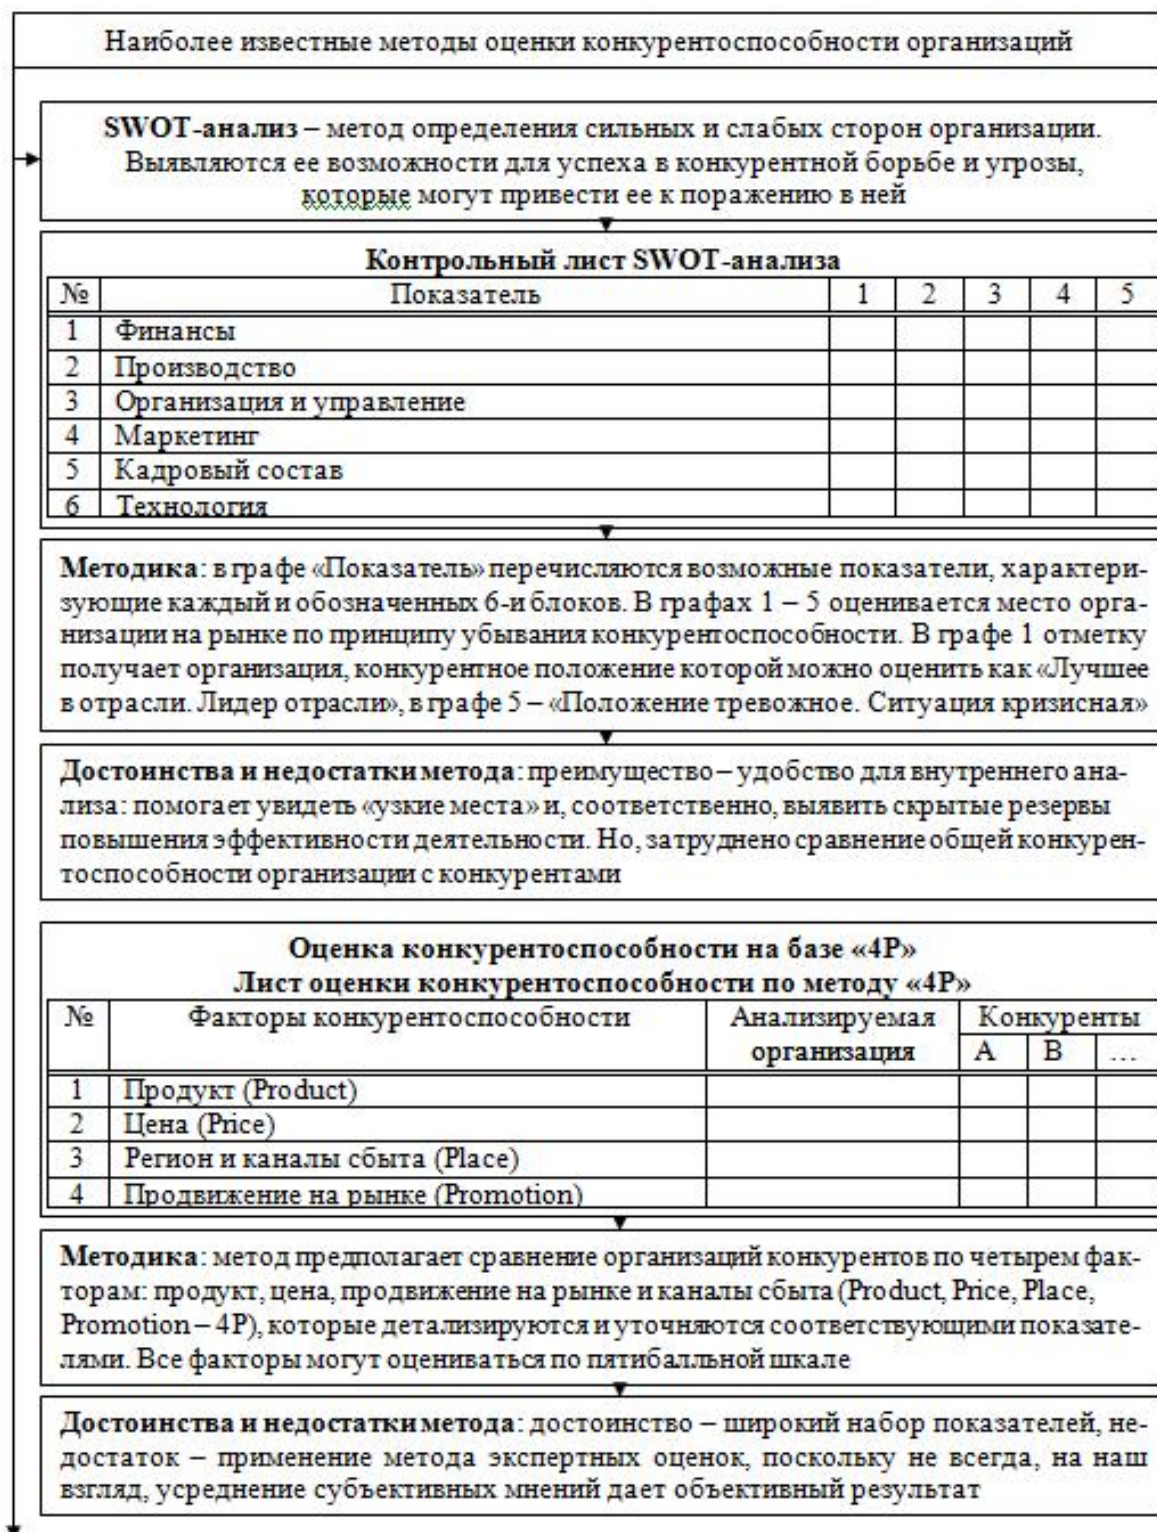 Наиболее известные методы оценки конкурентоспособности организаций
SWOT-анализ – метод определения сильных и слабых сторон организации.
Выявляются ее возможности для успеха в конкурентной борьбе и угрозы,
которые могут привести ее к поражению в ней
Контрольный лист SWOT-анализа
№ Показатель 1 2 3 4 5
1 Финансы
2 Производство
3 Организация и управление
4 Маркетинг
5 Кадровый состав
6 Технология
Методика: в графе «Показатель» перечисляются возможные показатели, характери-
зующие каждый и обозначенных 6-и блоков. В графах 1 – 5 оценивается место орга-
низации на рынке по принципу убывания конкурентоспособности. В графе 1 отметку
получает организация, конкурентное положение которой можно оценить как «Лучшее
в отрасли. Лидер отрасли», в графе 5 – «Положение тревожное. Ситуация кризисная»
Достоинства и недостатки метода: преимущество – удобство для внутреннего ана-
лиза: помогает увидеть «узкие места» и, соответственно, выявить скрытые резервы
повышения эффективности деятельности. Но, затруднено сравнение общей конкурен-
тоспособности организации с конкурентами
Оценка конкурентоспособности на базе «4P»
Лист оценки конкурентоспособности по методу «4P»
№ Факторы конкурентоспособности Анализируемая Конкуренты
организация A B …
1 Продукт (Product)
2 Цена (Price)
3 Регион и каналы сбыта (Place)
4 Продвижение на рынке (Promotion)
Методика: метод предполагает сравнение организаций конкурентов по четырем фак-
торам: продукт, цена, продвижение на рынке и каналы сбыта (Product, Price, Place,
Promotion – 4P), которые детализируются и уточняются соответствующими показате-
лями. Все факторы могут оцениваться по пятибалльной шкале
Достоинства и недостатки метода: достоинство – широкий набор показателей, не-
достаток – применение метода экспертных оценок, поскольку не всегда, на наш
взгляд, усреднение субъективных мнений дает объективный результат